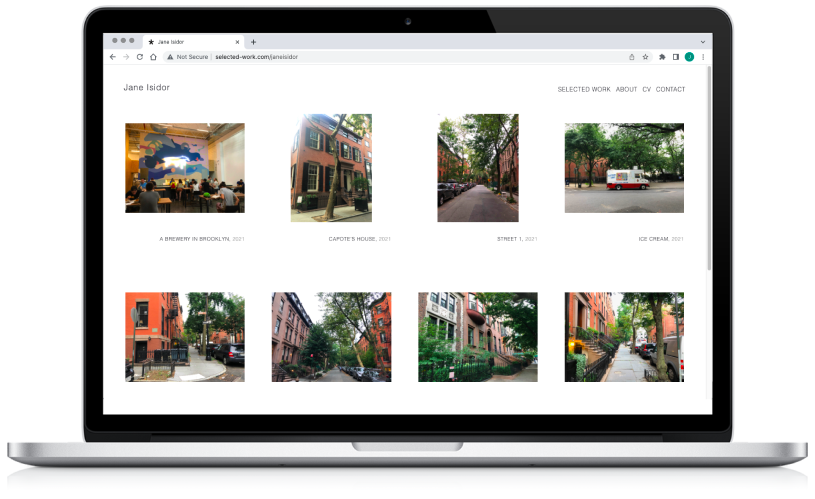 Jane Isidor
Not Secure | selected-work.com/janeisidor
J
Jane Isidor
SELECTED WORK ABOUT CV CONTACT
A BREWERY IN BROOKLYN, 2021
CAPOTE'S HOUSE, 2021
STREET 1, 2021
ICE CREAM, 2021